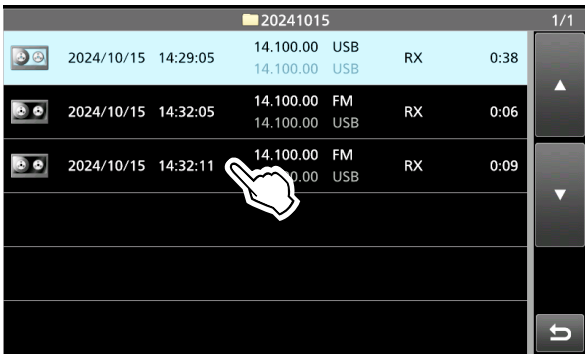 20241015 1/1
2024/10/15 14:29:05 14.100.00 USB RX 0:38
14.100.00 USB
2024/10/15 14:32:05 14.100.00 FM RX 0:06
14.100.00 USB
2024/10/15 14:32:11 14.100.00 FM RX 0:09
0.00 USB